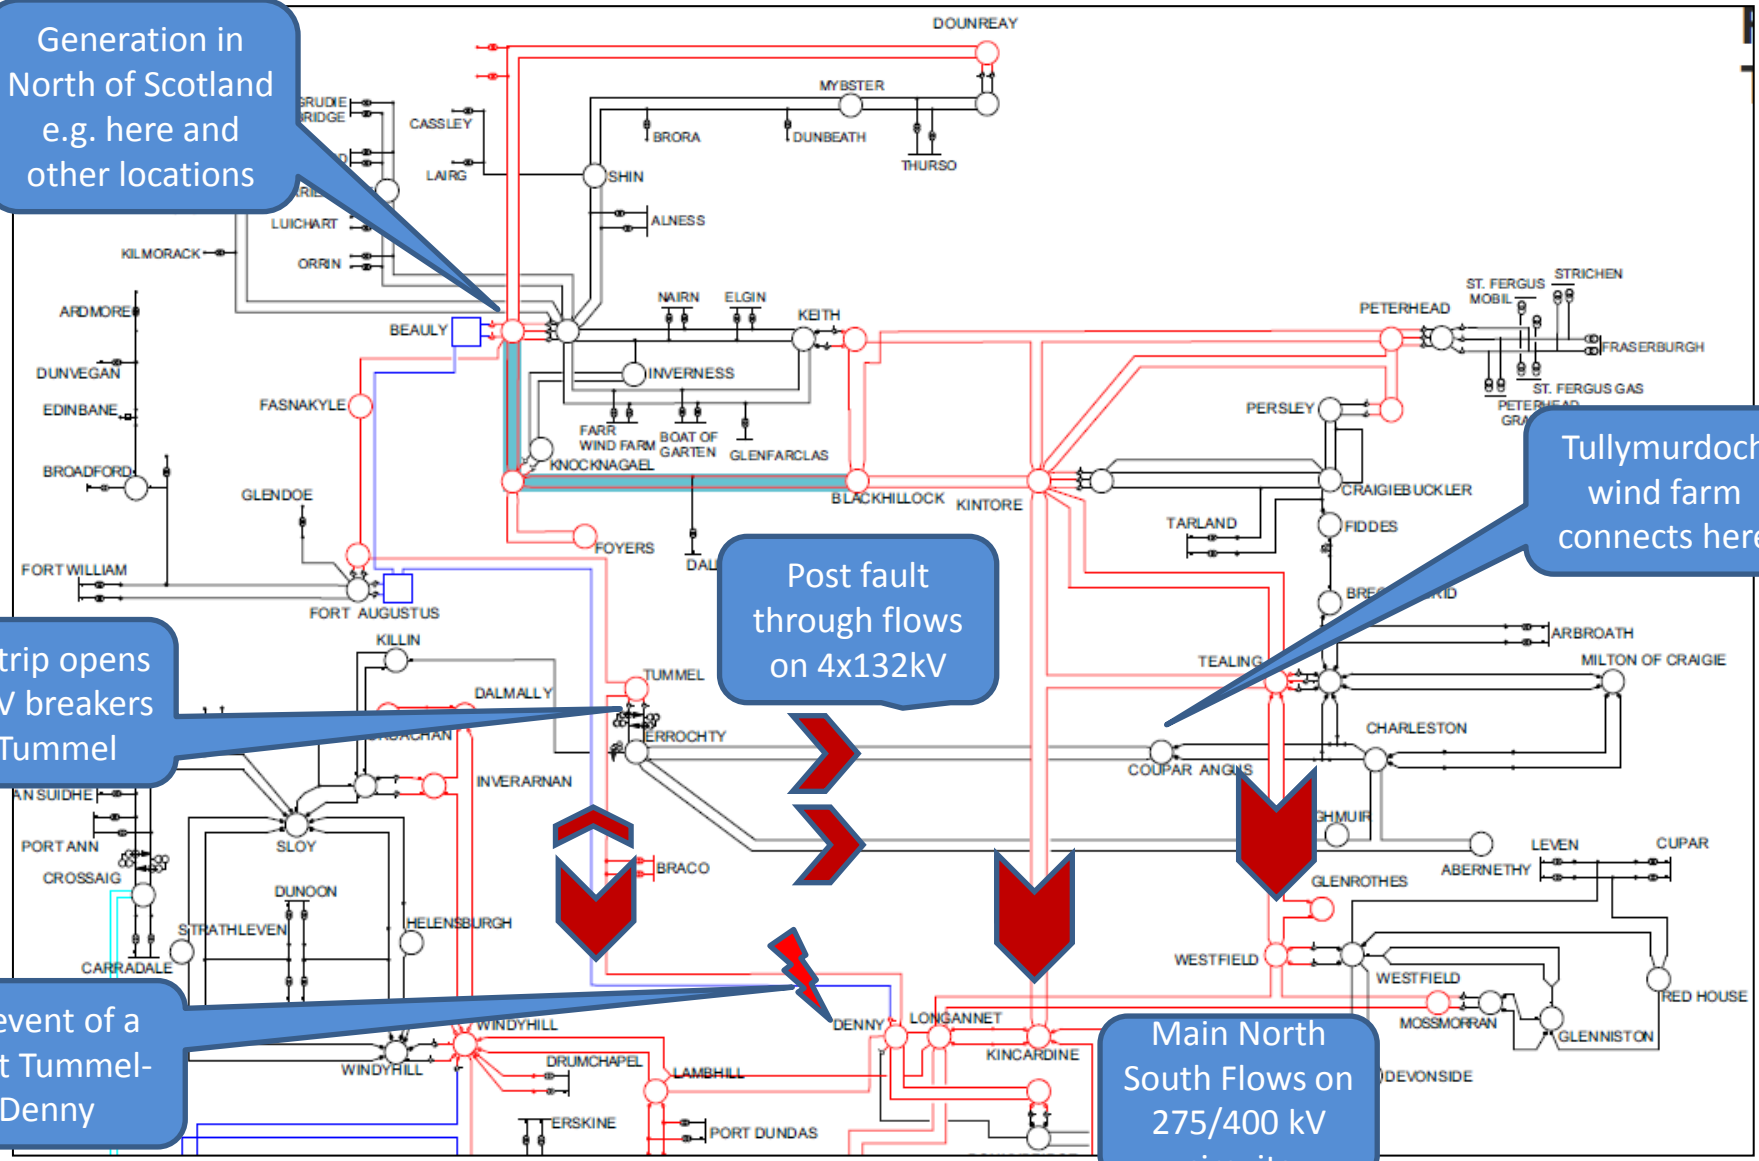 Generation in
North of Scotland
e.g. here and
other locations
DOUNREAY
MYBSTER
GRUDIE
BRIDGE
CASSLEY
BRORA
DUNBEATH
THURSO
LAIRG
SHIN
LUICHART
ALNESS
KILMORACK
ORRIN
ARDMORE
NAIRN
ELGIN
KEITH
BEAULY
PETERHEAD
ST. FERGUS
MOBIL
STRICHEN
FRASERBURGH
DUNVEGAN
INVERNESS
ST. FERGUS GAS
EDINBANE
FASNAKYLE
PERSLEY
PETERHEAD
FARR
WIND FARM
BOAT OF
GARTEN
GLENFARCLAS
BROADFORD
KNOCKNAGAEL
GLENDOE
BLACKHILLOCK
KINTORE
CRAIGIEBUCKLER
TARLAND
FIDDES
FOYERS
Tullymurdoch
wind farm
connects here
FORT WILLIAM
FORT AUGUSTUS
Post fault
through flows
on 4x132kV
ARBROATH
KILLIN
TEALING
MILTON OF CRAIGIE
trip opens
V breakers
Tummel
DALMALLY
TUMMEL
ERROCHTY
CHARLESTON
COUPAR ANGUS
INVERARNAN
AN SUIDHE
GHMUIR
PORT ANN
SLOY
LEVEN
CUPAR
ABERNETHY
BRACO
CROSSAIG
DUNOON
GLENROTHES
STRATHLEVEN
HELENSBURGH
CARRADALE
WESTFIELD
WESTFIELD
RED HOUSE
event of a
t Tummel-
Denny
WINDYHILL
DENNY
LONGANNET
MOSSMORRAN
GLENNISTON
KINCARDINE
WINDYHILL
DRUMCHAPEL
LAMBHILL
DEVONSIDE
Main North
South Flows on
275/400 kV
ERSKINE
PORT DUNDAS